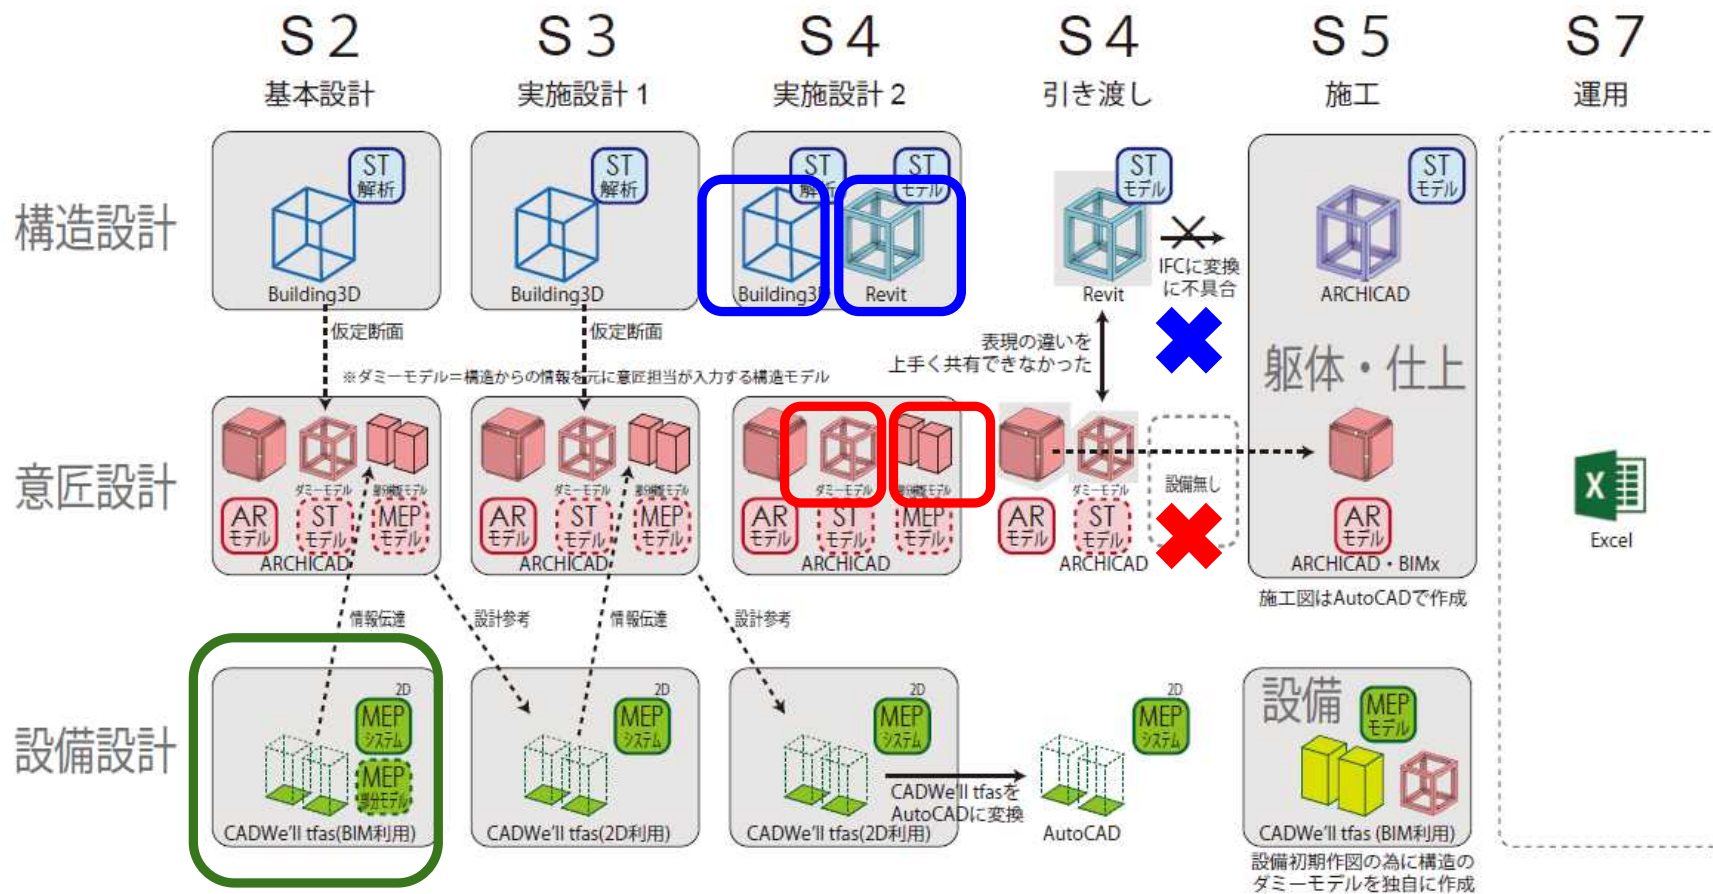 S2
S3
S4
S4
S5
S7
基本設計
実施設計 1
実施設計 2
引き渡し
施工
運用
構造設計
ST
解析
Building3D
ST
解析
Building3D
ST
解析
ST
モデル
Building3D
Revit
ST
モデル
Revit
IFCに変換
に不具合
ST
モデル
ARCHICAD
仮定断面
仮定断面
表現の違いを
上手く共有できなかった
躯体・仕上
※ダミーモデル=構造からの情報を元に意匠担当が入力する構造モデル
意匠設計
ダミーモデル
AR
モデル
ST
モデル
MEP
モデル
ARCHICAD
ダミーモデル
AR
モデル
ST
モデル
MEP
モデル
ARCHICAD
ダミーモデル
AR
モデル
ST
モデル
MEP
モデル
ARCHICAD
ダミーモデル
設備無し
AR
モデル
ST
モデル
ARCHICAD
AR
モデル
ARCHICAD・BIMx
施工図はAutoCADで作成
Excel
情報伝達
設計参考
情報伝達
設計参考
設備設計
2D
MEP
システム
MEP
部分モデル
CADWe'll tfas(BIM利用)
2D
MEP
システム
CADWe'll tfas(2D利用)
2D
MEP
システム
CADWe'll tfas(2D利用)
CADWe'll tfasを
AutoCADに変換
2D
MEP
システム
AutoCAD
設備
MEP
モデル
CADWe'll tfas (BIM利用)
設備初期作図の為に構造の
ダミーモデルを独自に作成